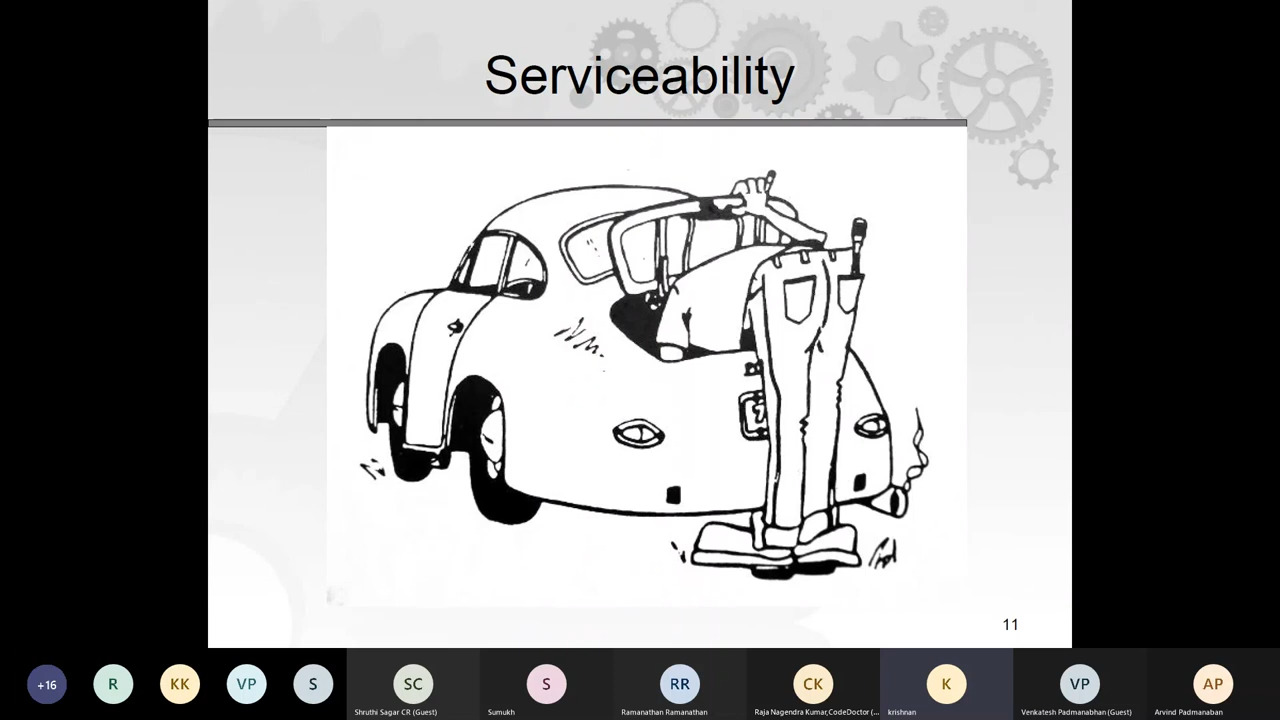 Serviceability
11
+16
R
KK
VP
S
SC
S
RR
CK
K
VP
AP
Shruthi Sagar CR (Guest)
Sumukh
Ramanathan Ramanathan
Raja Nagendra Kumar,CodeDoctor (...
krishnan
Venkatesh Padmanabhan (Guest)
Arvind Padmanaban